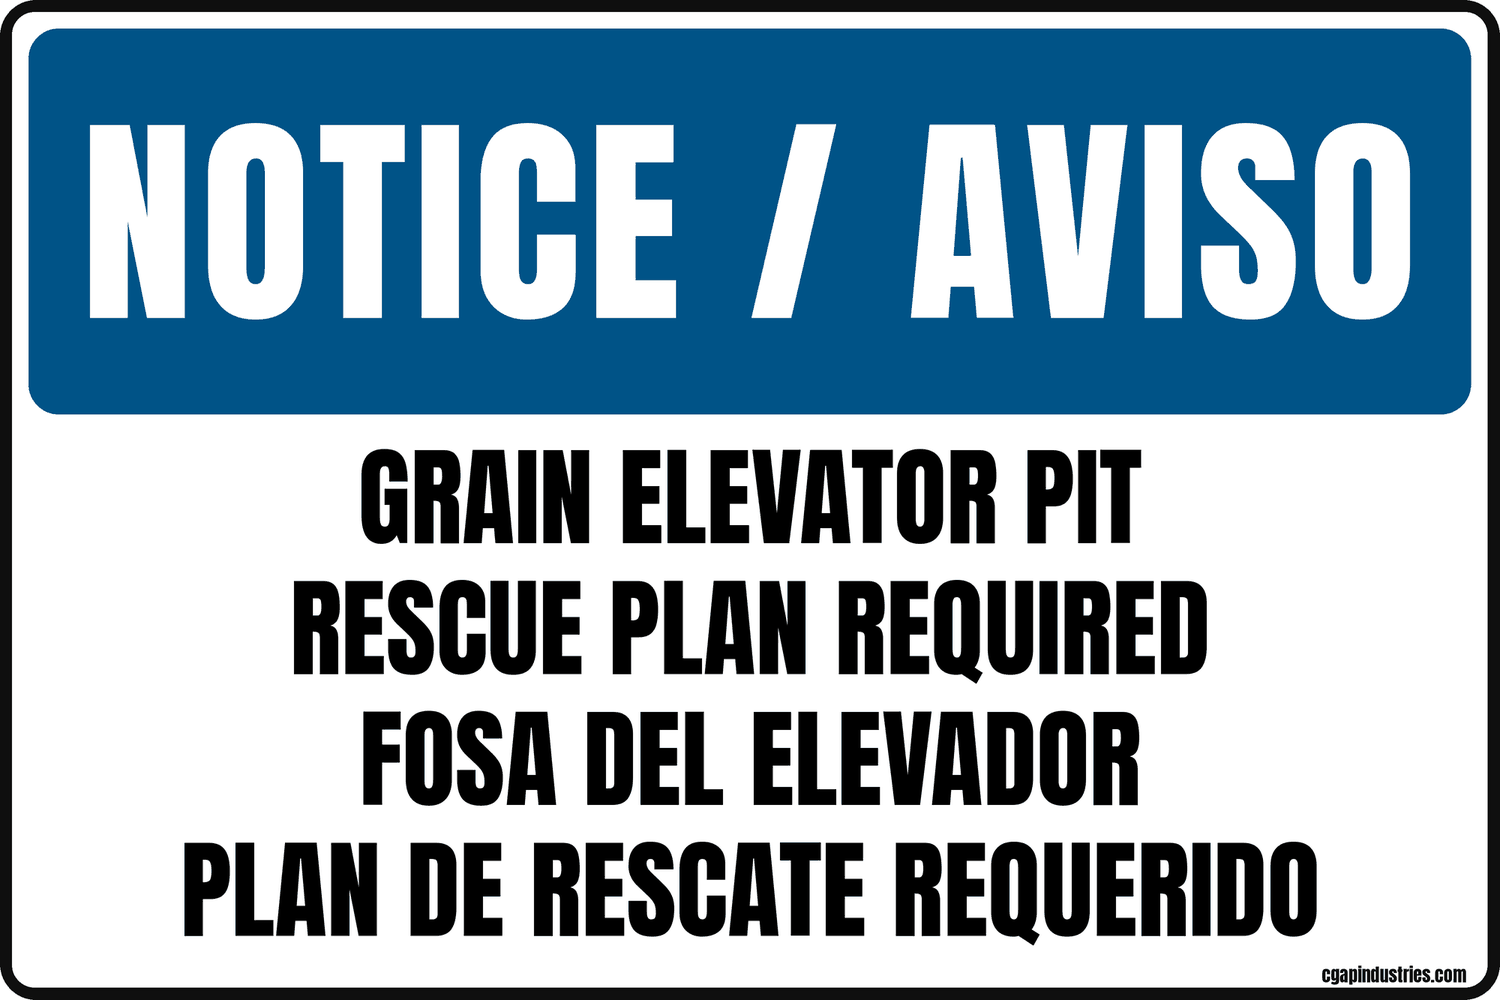 NOTICE / AVISO
GRAIN ELEVATOR PIT
RESCUE PLAN REQUIRED
FOSA DEL ELEVADOR
PLAN DE RESCATE REQUERIDO
cgapindustries.com